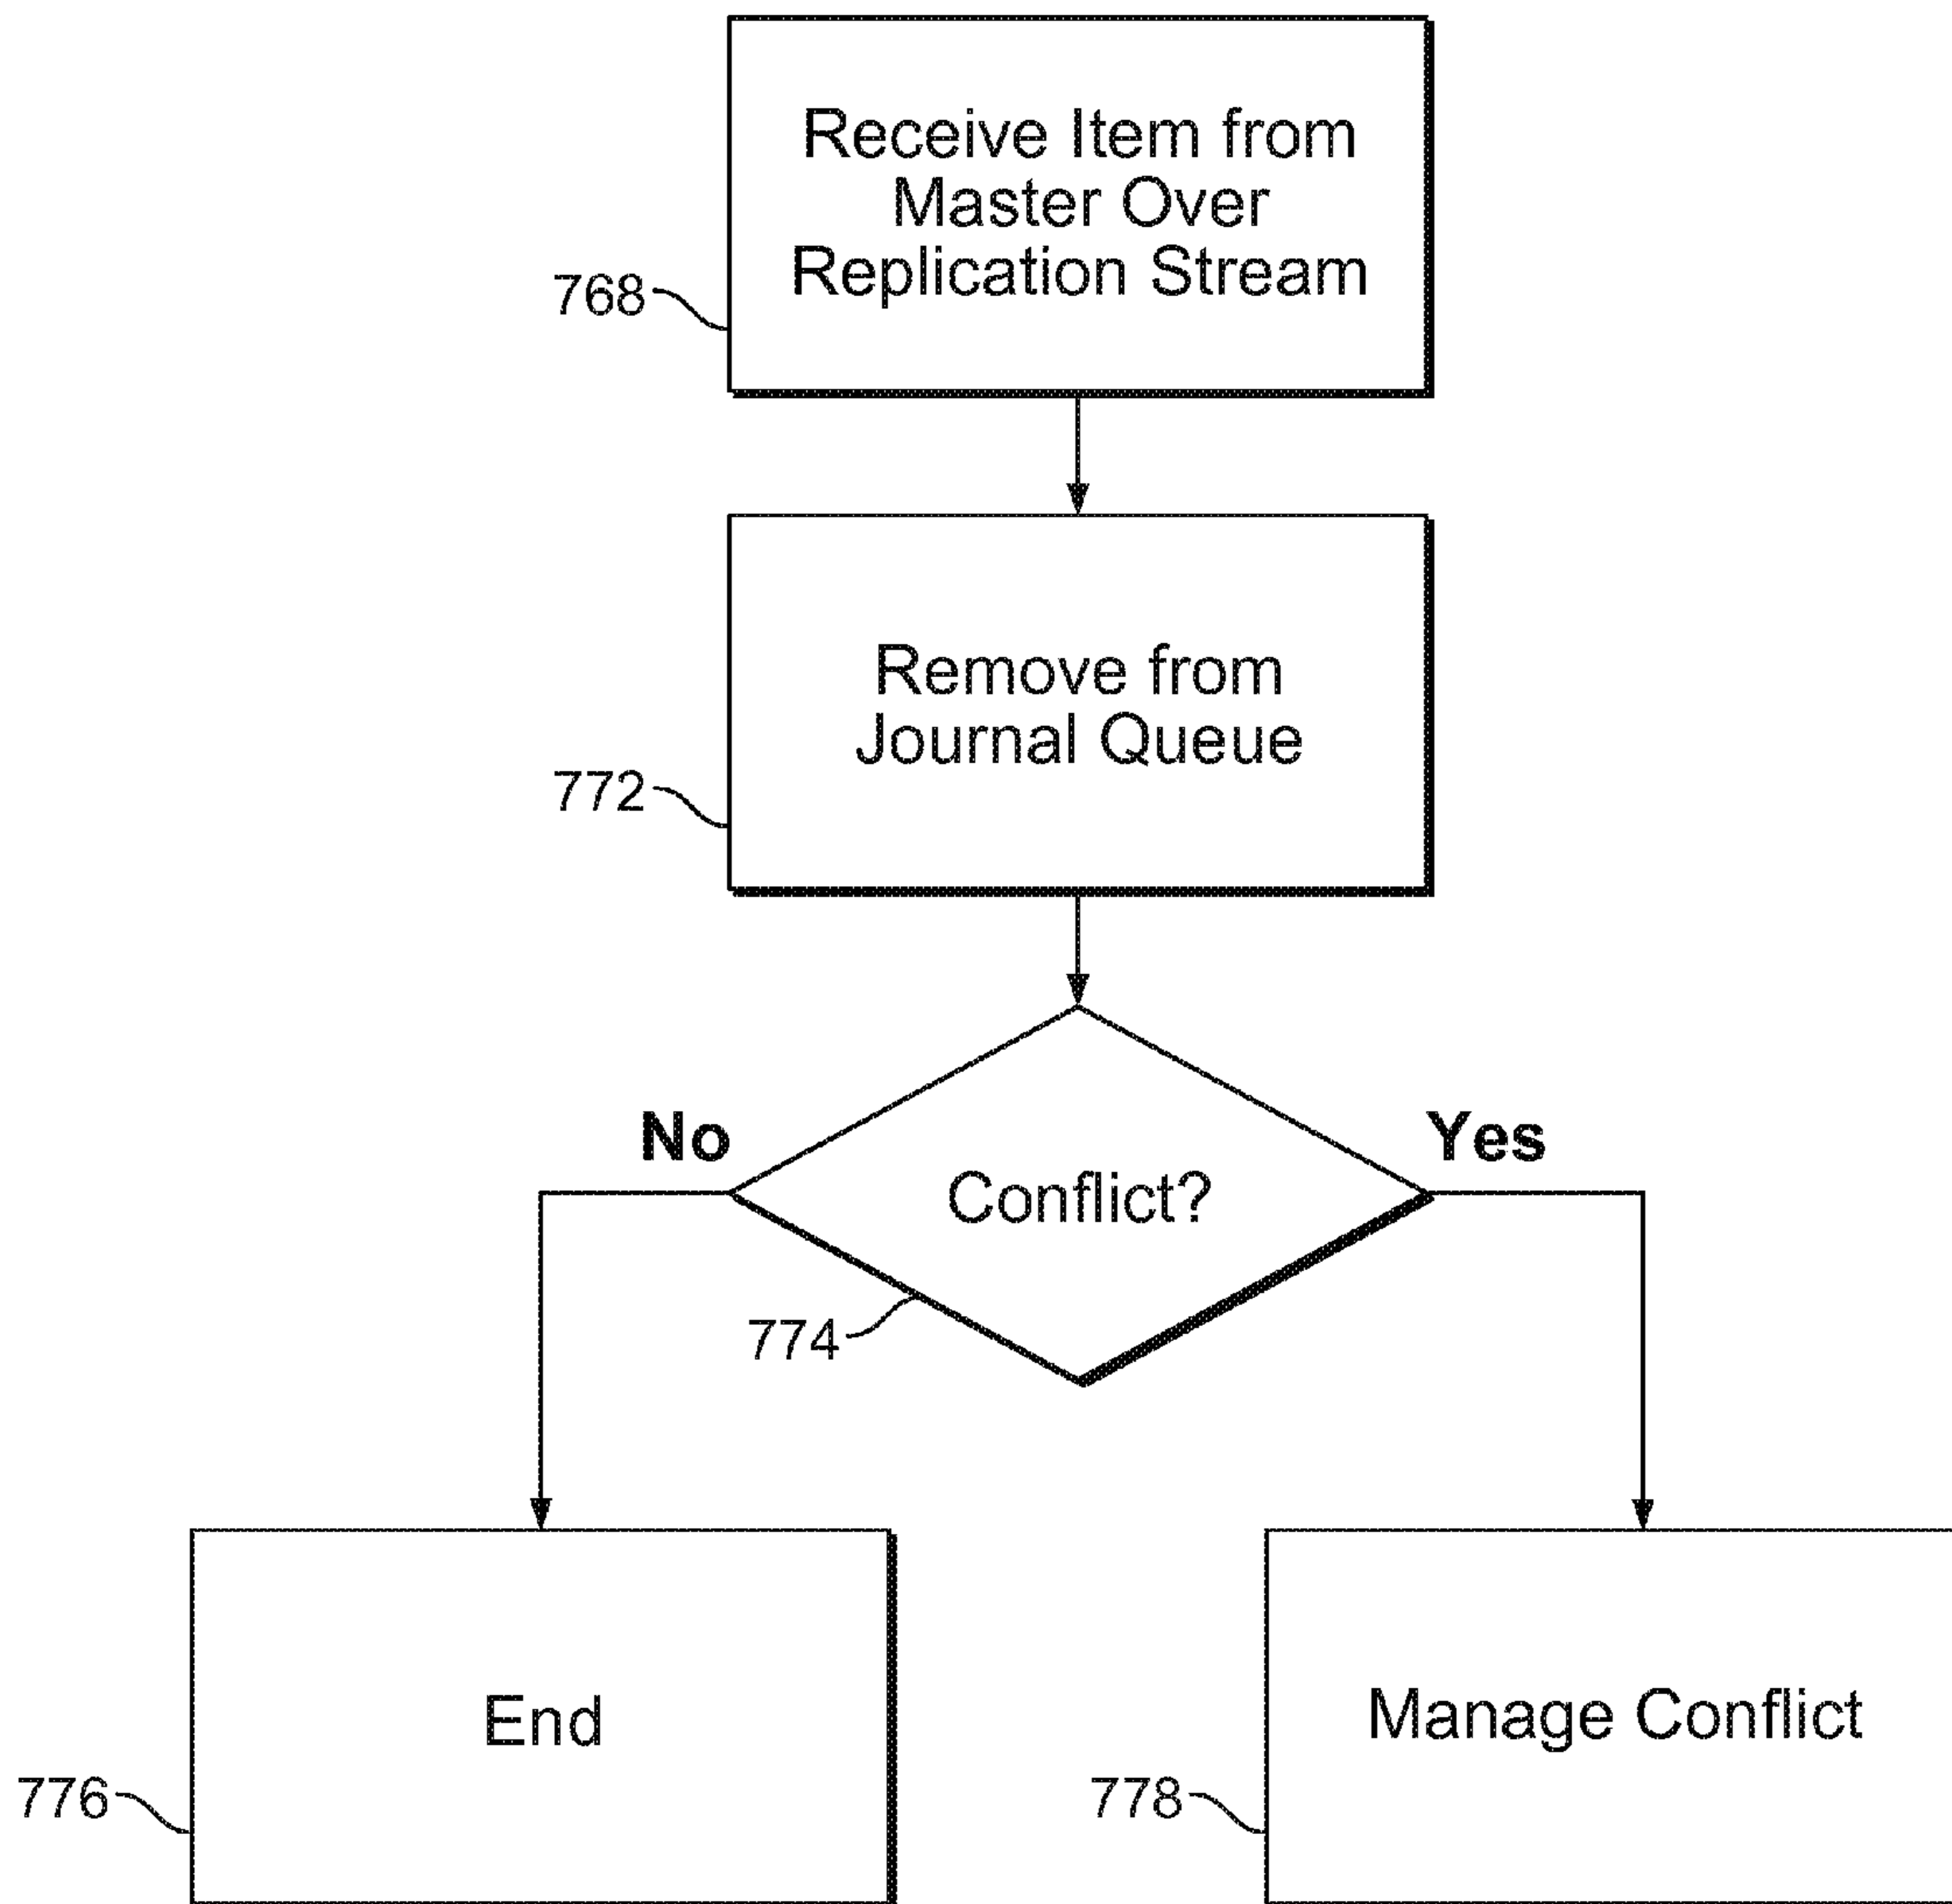 Receive Item from
Master Over
Replication Stream
768
Remove from
Journal Queue
772
No
Yes
Conflict?
774
End
Manage Conflict
776
778